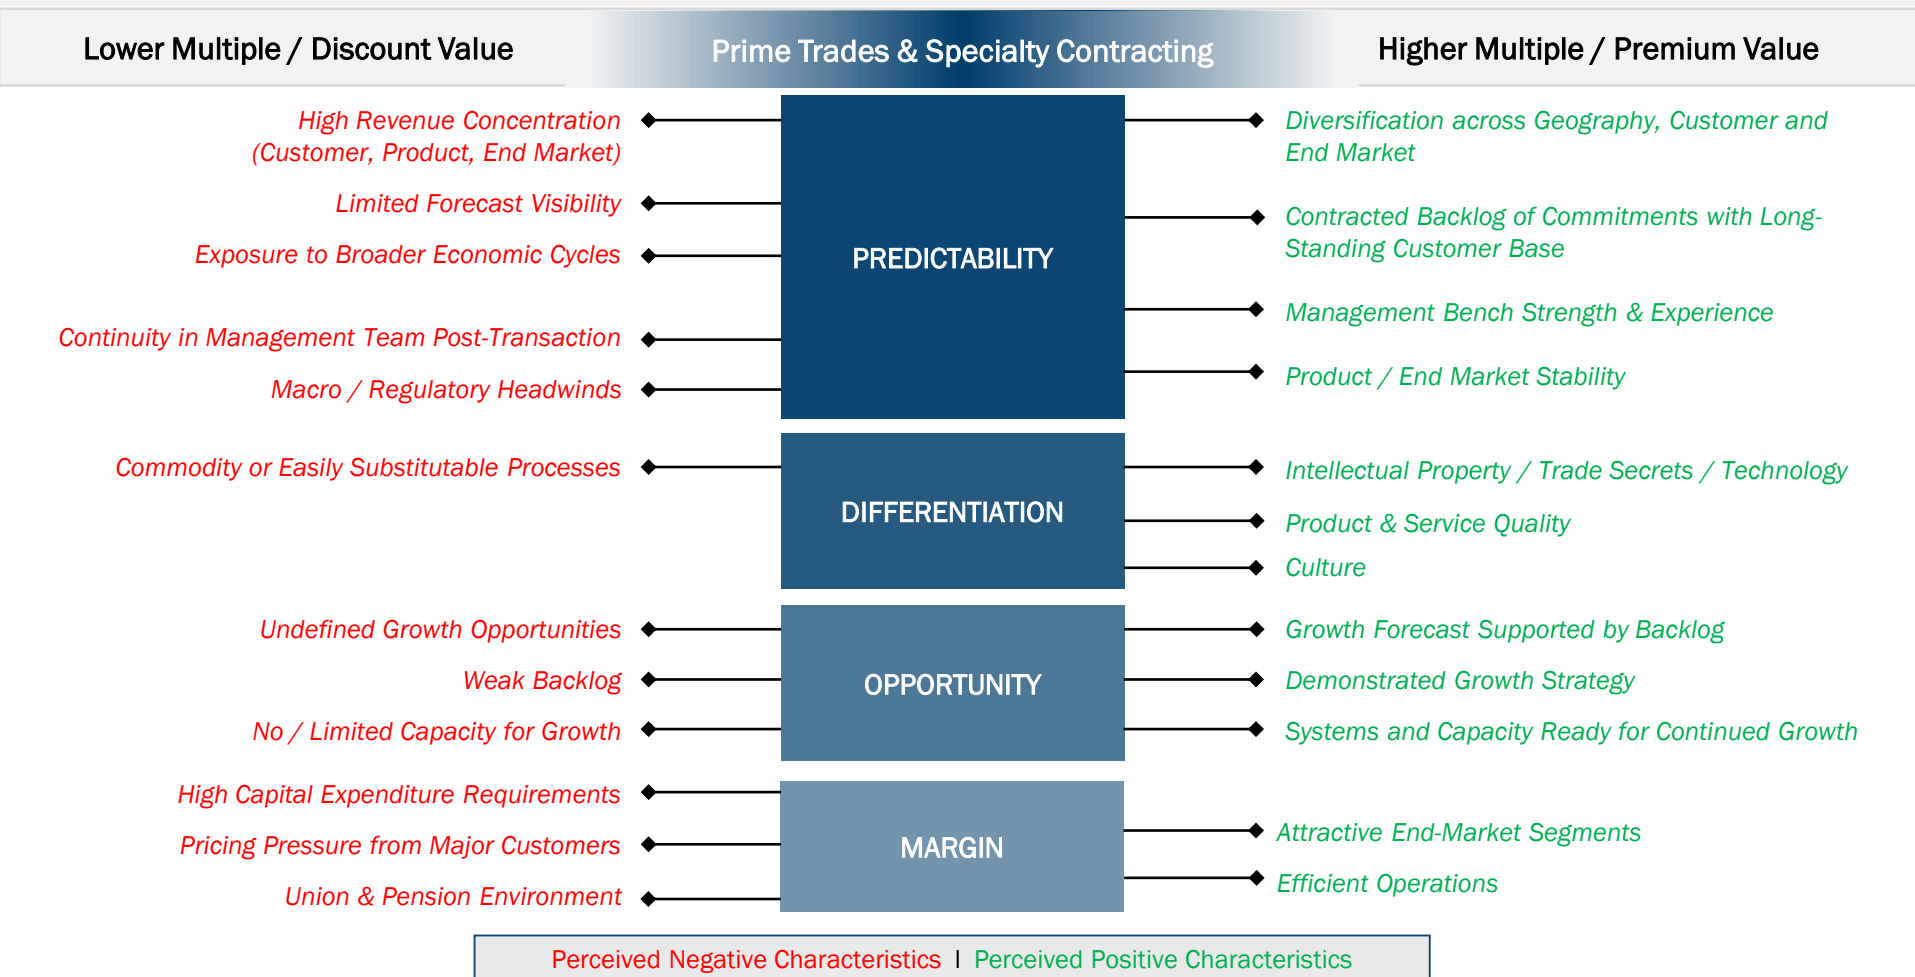 Lower Multiple / Discount Value
Prime Trades & Specialty Contracting
Higher Multiple / Premium Value
High Revenue Concentration
(Customer, Product, End Market)
Limited Forecast Visibility
Exposure to Broader Economic Cycles
Continuity in Management Team Post-Transaction
Macro / Regulatory Headwinds
PREDICTABILITY
Diversification across Geography, Customer and
End Market
Contracted Backlog of Commitments with Long-
Standing Customer Base
Management Bench Strength & Experience
Product / End Market Stability
Commodity or Easily Substitutable Processes
DIFFERENTIATION
Intellectual Property / Trade Secrets / Technology
Product & Service Quality
Culture
Undefined Growth Opportunities
Weak Backlog
No / Limited Capacity for Growth
OPPORTUNITY
Growth Forecast Supported by Backlog
Demonstrated Growth Strategy
Systems and Capacity Ready for Continued Growth
High Capital Expenditure Requirements
Pricing Pressure from Major Customers
Union & Pension Environment
MARGIN
Attractive End-Market Segments
Efficient Operations
Perceived Negative Characteristics | Perceived Positive Characteristics